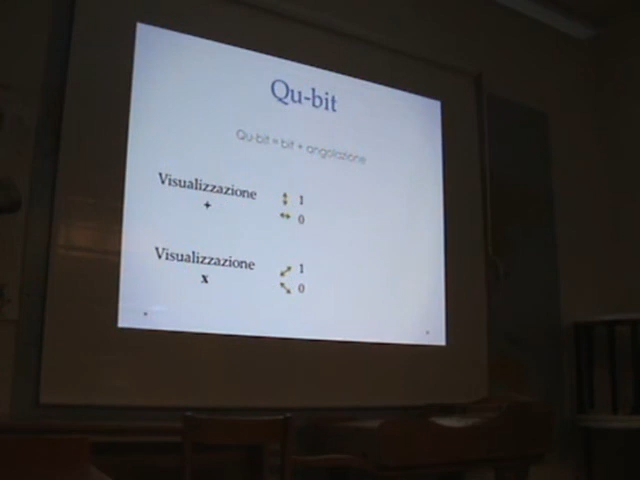 Qu-bit
Qu-bit = bit + angolazione
Visualizzazione
+
↕ 1
↔ 0
Visualizzazione
x
⤢ 1
⤡ 0